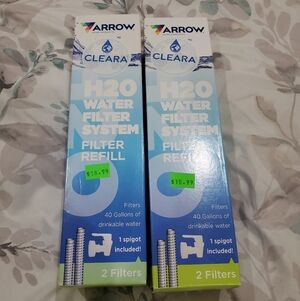 ARROW
CLEARA
H2O
WATER
FILTER
SYSTEM
FILTER
REFILL
$18.99
Filters
40 Gallons of
drinkable water
1 spigot
included!
2 Filters
ARROW
CLEARA
H2O
WATER
FILTER
SYSTEM
FILTER
REFILL
$18.99
Filters
40 Gallons of
drinkable water
1 spigot
included!
2 Filters